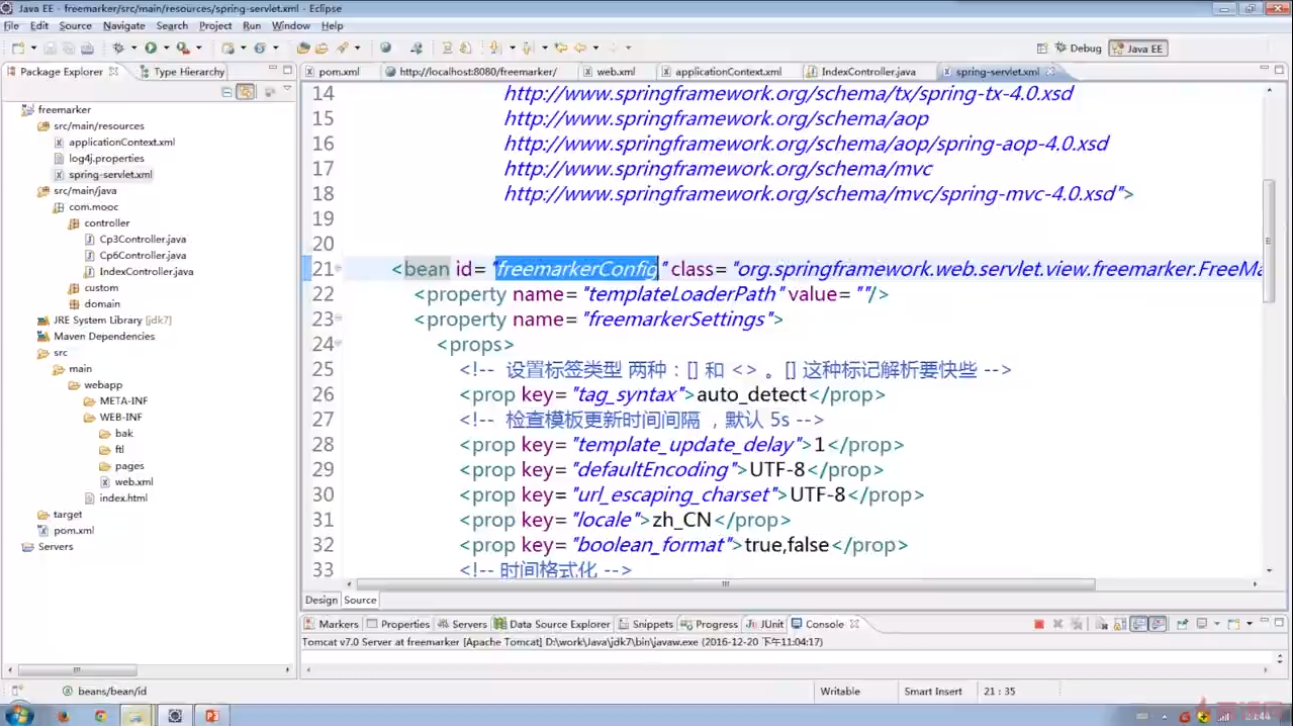 Java EE - freemarker/src/main/resources/spring-servlet.xml - Eclipse
File Edit Source Navigate Search Project Run Window Help
Debug Java EE
Package Explorer Type Hierarchy
pom.xml http://localhost:8080/freemarker/ web.xml applicationContext.xml IndexController.java spring-servlet.xml
freemarker
src/main/resources
applicationContext.xml
log4j.properties
spring-servlet.xml
src/main/java
com.mooc
controller
Cp3Controller.java
Cp6Controller.java
IndexController.java
custom
domain
JRE System Library [jdk7]
Maven Dependencies
src
main
webapp
META-INF
WEB-INF
bak
ftl
pages
web.xml
index.html
target
pom.xml
Servers
14 http://www.springframework.org/schema/tx/spring-tx-4.0.xsd
15 http://www.springframework.org/schema/aop
16 http://www.springframework.org/schema/aop/spring-aop-4.0.xsd
17 http://www.springframework.org/schema/mvc
18 http://www.springframework.org/schema/mvc/spring-mvc-4.0.xsd">
19
20
21 <bean id="freemarkerConfig" class="org.springframework.web.servlet.view.freemarker.FreeMa
22 <property name="templateLoaderPath" value=""/>
23 <property name="freemarkerSettings">
24 <props>
25 <!-- 设置标签类型 两种：[] 和 <> 。[] 这种标记解析要快些 -->
26 <prop key="tag_syntax">auto_detect</prop>
27 <!-- 检查模板更新时间间隔 ，默认 5s -->
28 <prop key="template_update_delay">1</prop>
29 <prop key="defaultEncoding">UTF-8</prop>
30 <prop key="url_escaping_charset">UTF-8</prop>
31 <prop key="locale">zh_CN</prop>
32 <prop key="boolean_format">true,false</prop>
33 <!-- 时间格式化 -->
Design Source
Markers Properties Servers Data Source Explorer Snippets Progress JUnit Console
Tomcat v7.0 Server at freemarker [Apache Tomcat] D:\work\Java\jdk7\bin\javaw.exe (2016-12-20 下午11:04:17)
beans/bean/id Writable Smart Insert 21 : 35